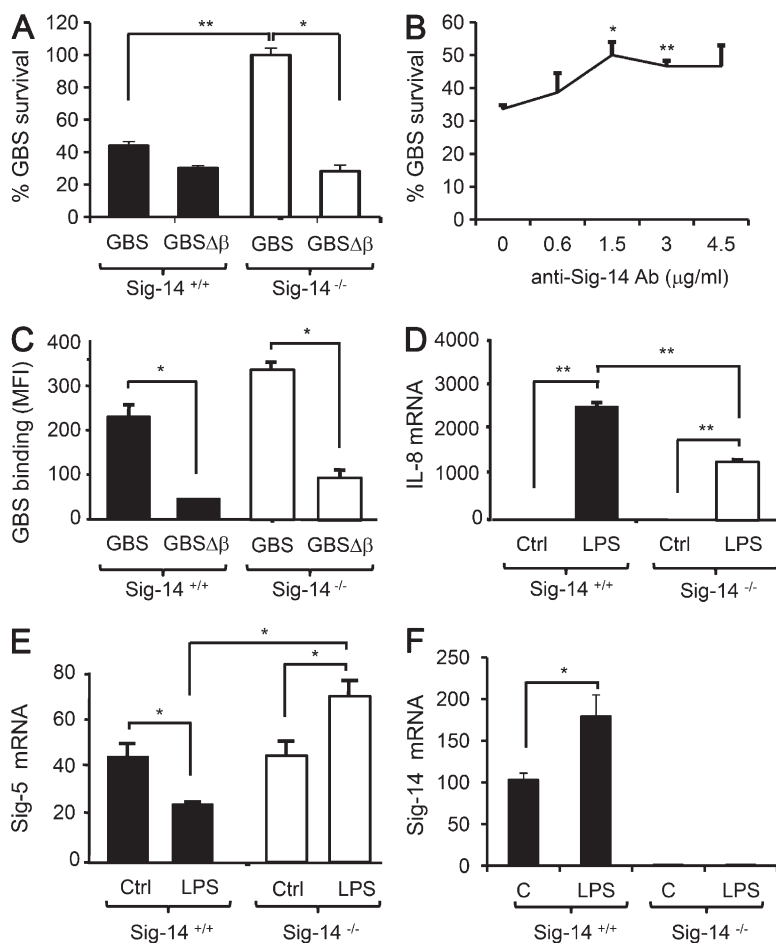 A
% GBS survival
120
100
80
60
40
20
0
**
*
GBS GBSΔβ GBS GBSΔβ
Sig-14 +/+ Sig-14 -/-
B
% GBS survival
60
50
40
30
20
10
0
*
**
0 0.6 1.5 3 4.5
anti-Sig-14 Ab (μg/ml)
C
GBS binding (MFI)
400
300
200
100
0
*
*
GBS GBSΔβ GBS GBSΔβ
Sig-14 +/+ Sig-14 -/-
D
IL-8 mRNA
4000
3000
2000
1000
0
**
**
**
Ctrl LPS Ctrl LPS
Sig-14 +/+ Sig-14 -/-
E
Sig-5 mRNA
80
60
40
20
0
*
*
*
Ctrl LPS Ctrl LPS
Sig-14 +/+ Sig-14 -/-
F
Sig-14 mRNA
250
200
150
100
50
0
*
C LPS C LPS
Sig-14 +/+ Sig-14 -/-